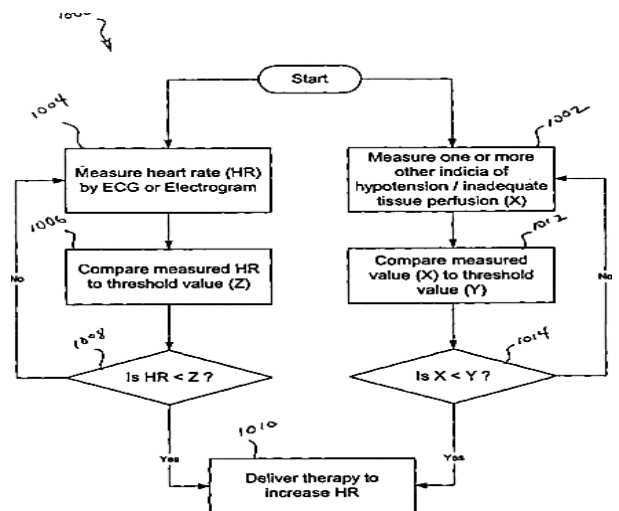 Start
1004
1002
Measure heart rate (HR)
by ECG or Electrogram
Measure one or more
other indicia of
hypotension / inadequate
tissue perfusion (X)
1006
1012
No
No
Compare measured HR
to threshold value (Z)
Compare measured
value (X) to threshold
value (Y)
1008
1014
Is HR < Z ?
Is X < Y ?
1010
Yes
Yes
Deliver therapy to
increase HR